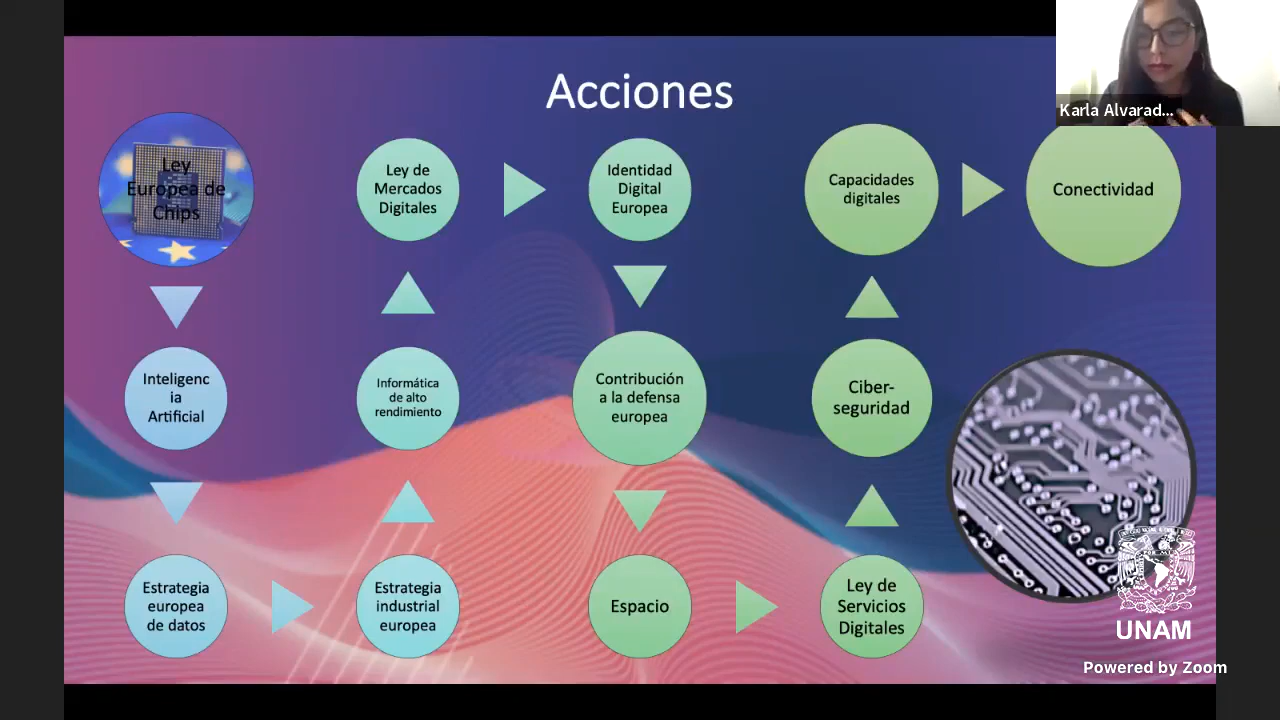 Acciones
Karla Alvarad...
Ley
Europea de
Chips
Inteligenc
ia
Artificial
Estrategia
europea
de datos
Estrategia
industrial
europea
Informática
de alto
rendimiento
Ley de
Mercados
Digitales
Identidad
Digital
Europea
Contribución
a la defensa
europea
Espacio
Ley de
Servicios
Digitales
Ciber-
seguridad
Capacidades
digitales
Conectividad
UNAM
Powered by Zoom